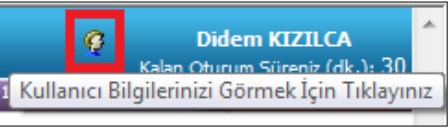 Didem KIZILCA
Kalan Oturum Süreniz (dk.): 30
Kullanıcı Bilgilerinizi Görmek İçin Tıklayınız